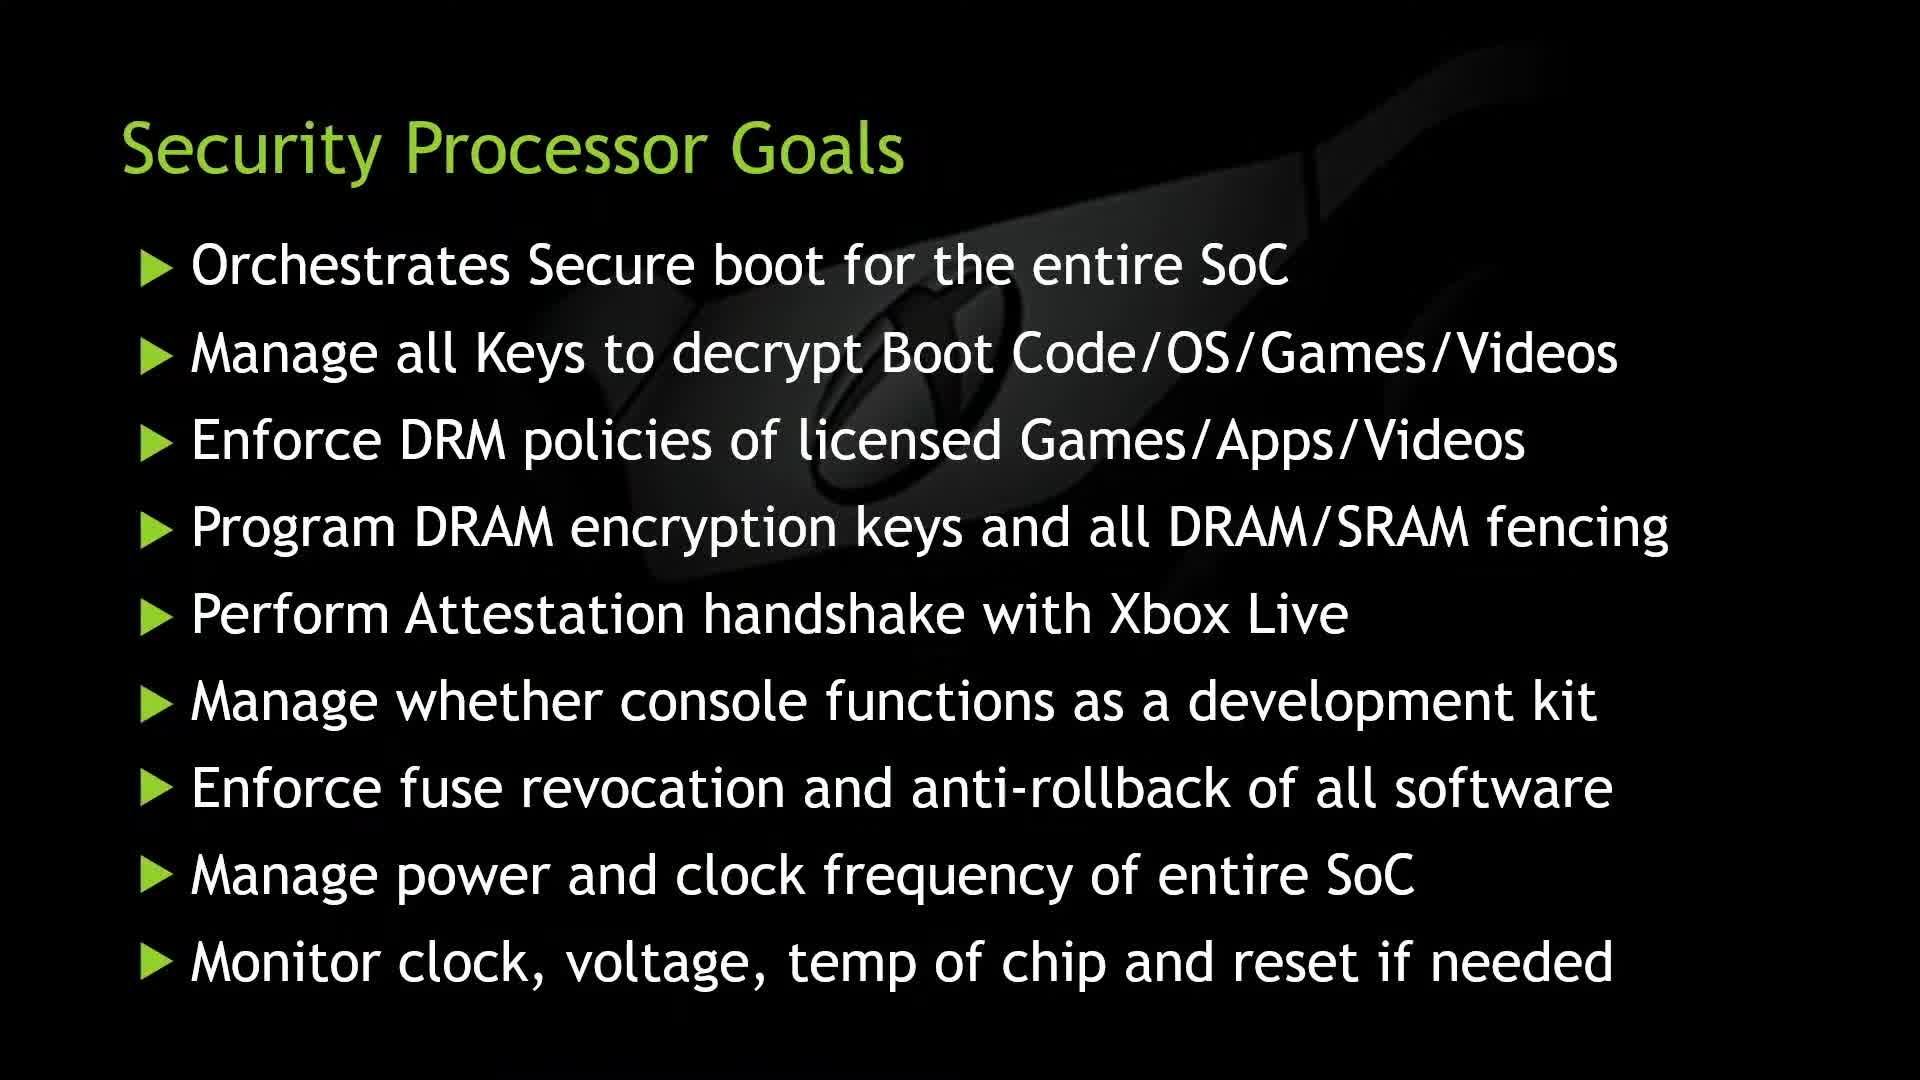 Security Processor Goals
Orchestrates Secure boot for the entire SoC
Manage all Keys to decrypt Boot Code/OS/Games/Videos
Enforce DRM policies of licensed Games/Apps/Videos
Program DRAM encryption keys and all DRAM/SRAM fencing
Perform Attestation handshake with Xbox Live
Manage whether console functions as a development kit
Enforce fuse revocation and anti-rollback of all software
Manage power and clock frequency of entire SoC
Monitor clock, voltage, temp of chip and reset if needed